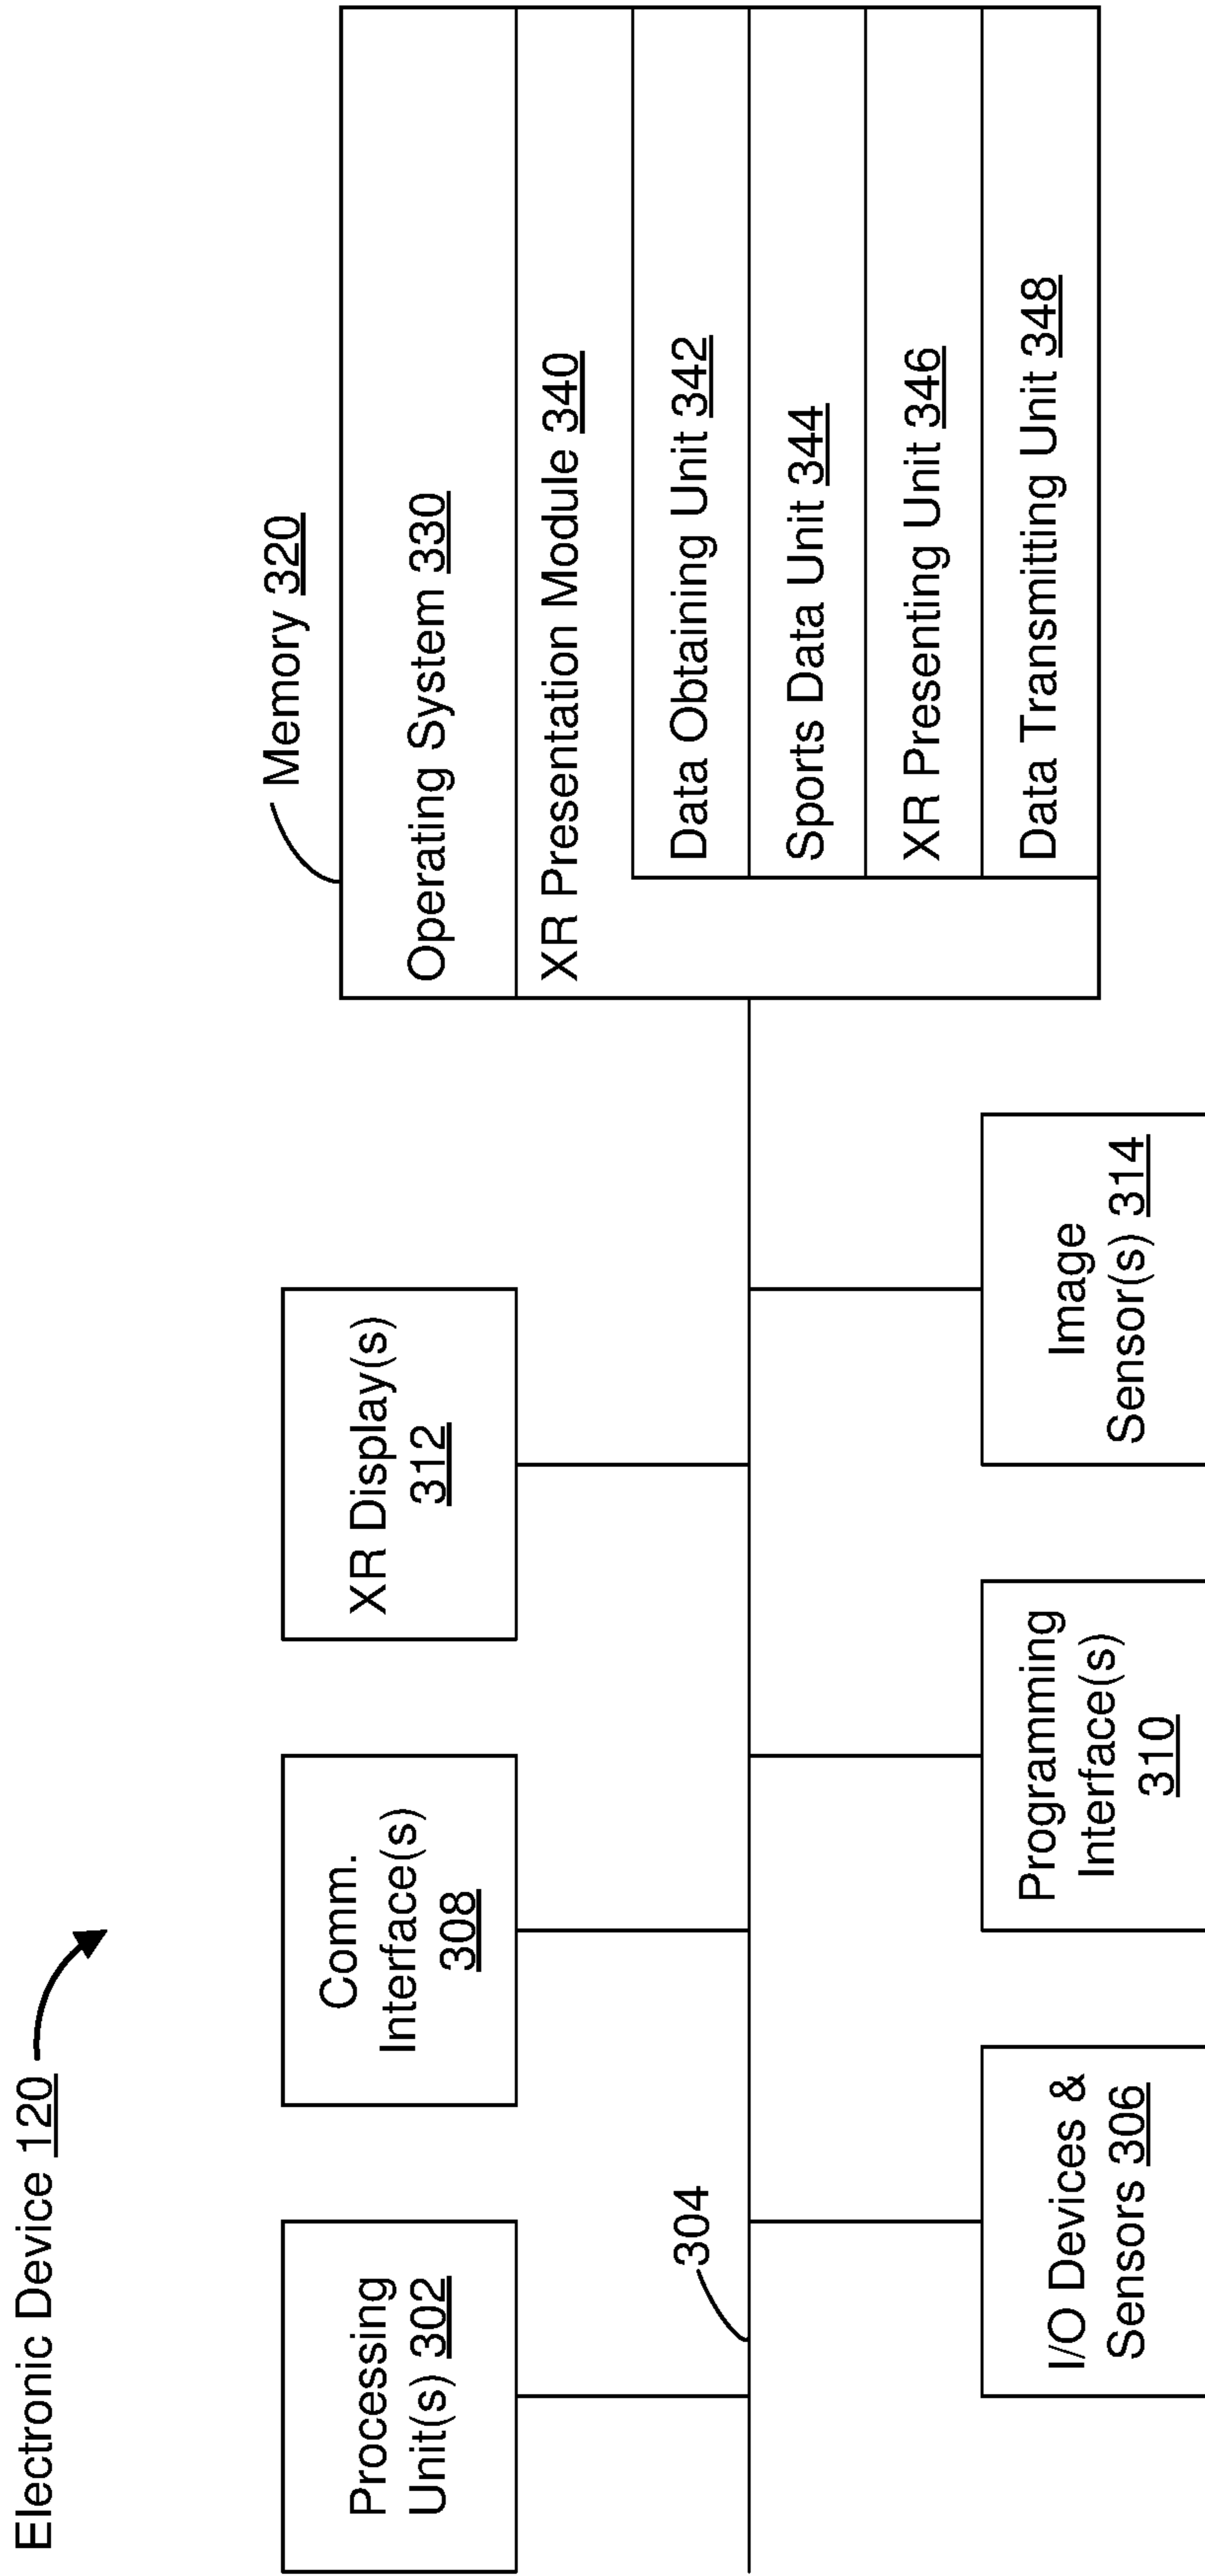 Electronic Device 120
Processing
Unit(s) 302
Comm.
Interface(s)
308
XR Display(s)
312
Memory 320
Operating System 330
XR Presentation Module 340
Data Obtaining Unit 342
Sports Data Unit 344
XR Presenting Unit 346
Data Transmitting Unit 348
304
I/O Devices &
Sensors 306
Programming
Interface(s)
310
Image
Sensor(s) 314